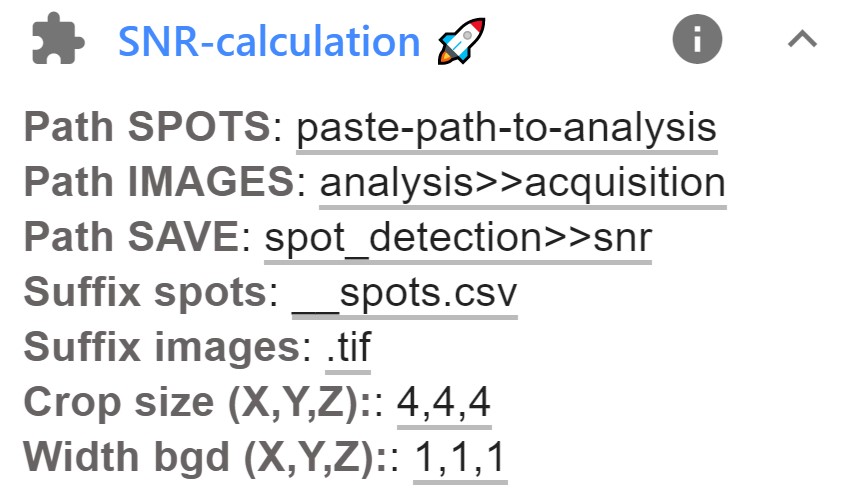 SNR-calculation 🚀
Path SPOTS: paste-path-to-analysis
Path IMAGES: analysis>>acquisition
Path SAVE: spot_detection>>snr
Suffix spots: __spots.csv
Suffix images: .tif
Crop size (X,Y,Z):: 4,4,4
Width bgd (X,Y,Z):: 1,1,1